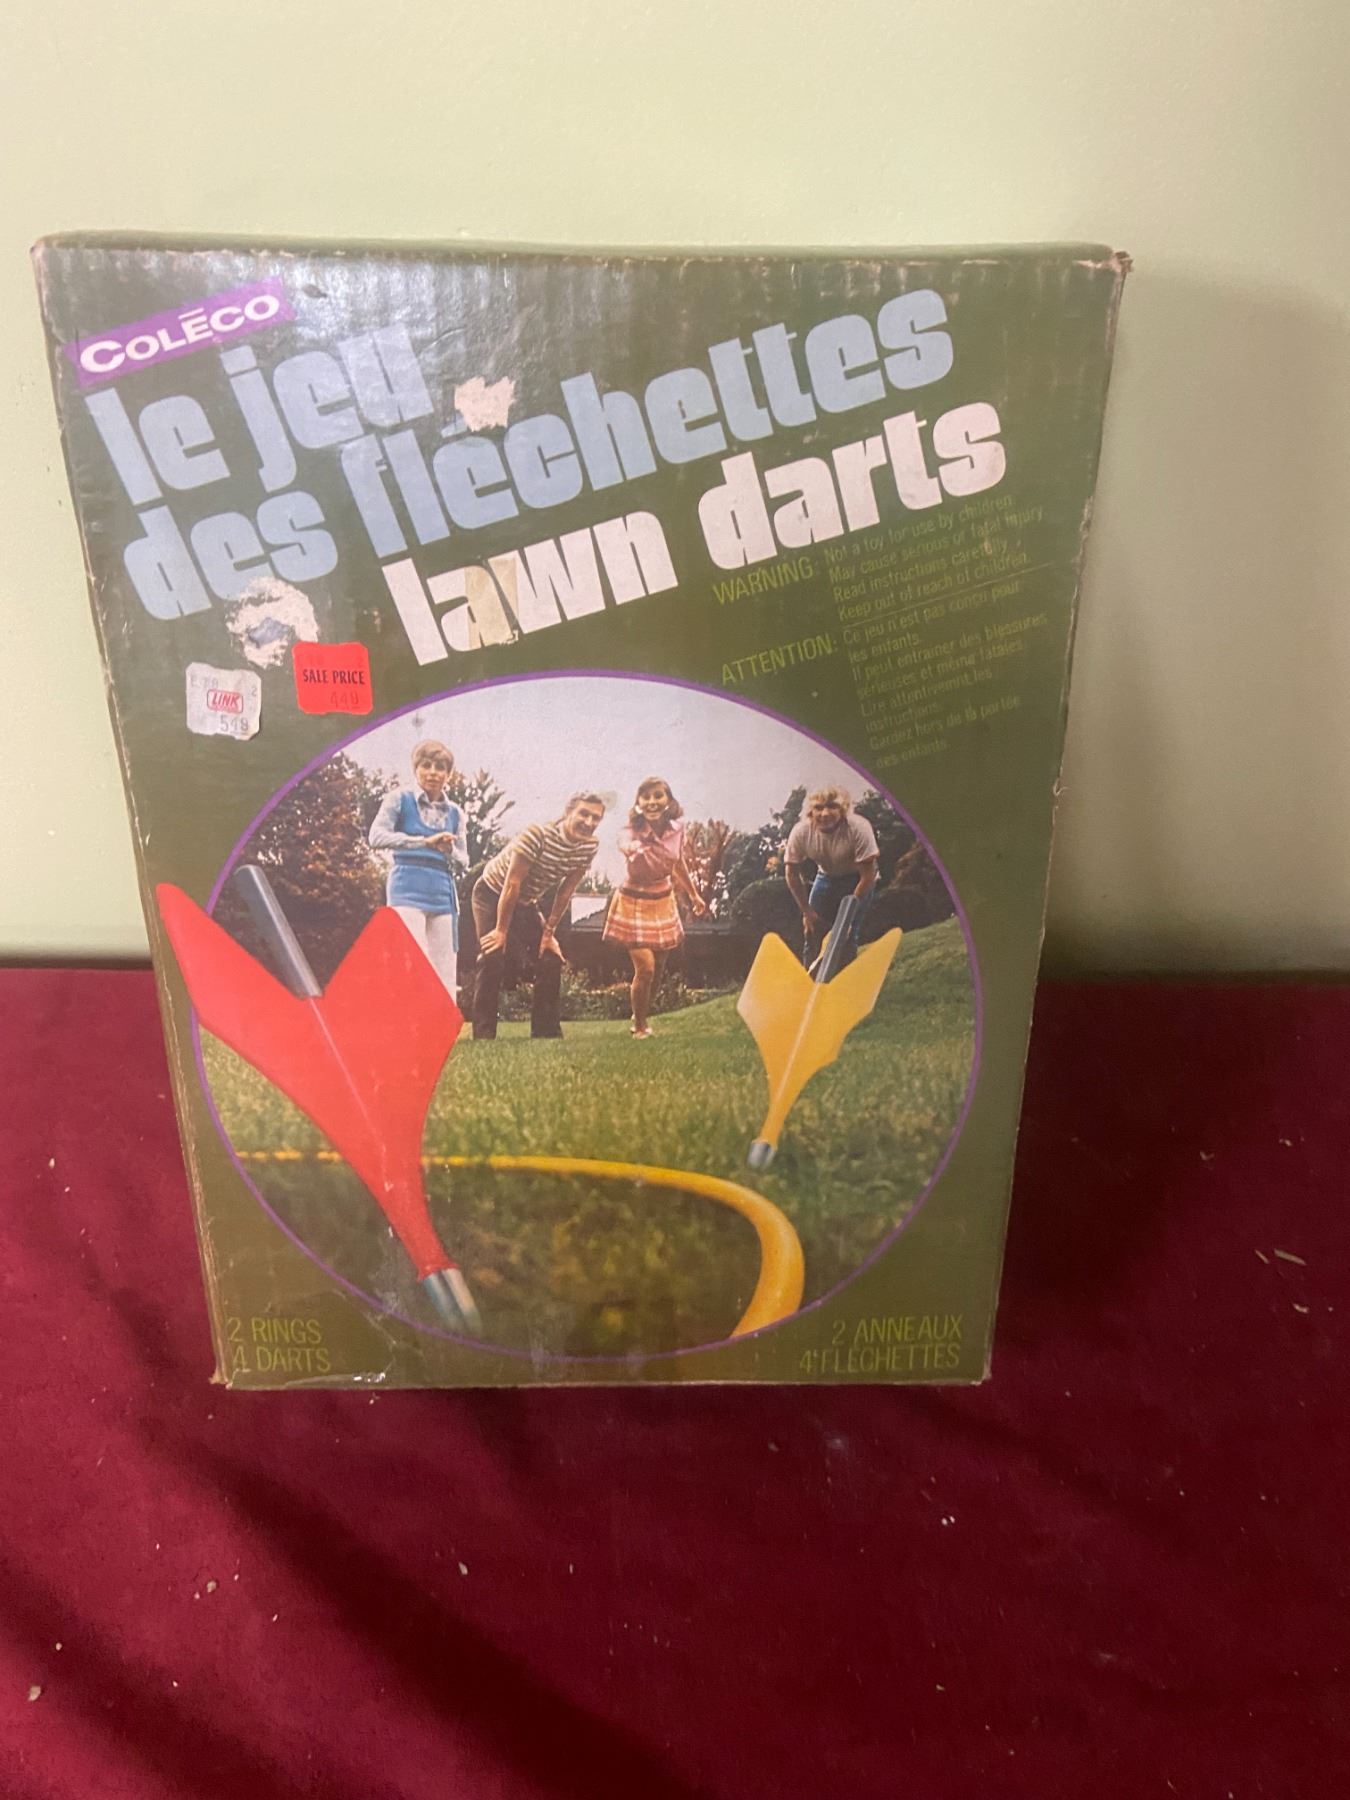 COLĒCO
le jeu
des fléchettes
lawn darts
WARNING: Not a toy for use by children.
May cause serious or fatal injury.
Read instructions carefully.
Keep out of reach of children.
ATTENTION: Ce jeu n'est pas conçu pour
les enfants.
Il peut entrainer des blessures
sérieuses et même fatales.
Lire attentivement les
instructions.
Gardez hors de la portée
des enfants.
LINK
549
SALE PRICE
449
2 RINGS
4 DARTS
2 ANNEAUX
4 FLÉCHETTES